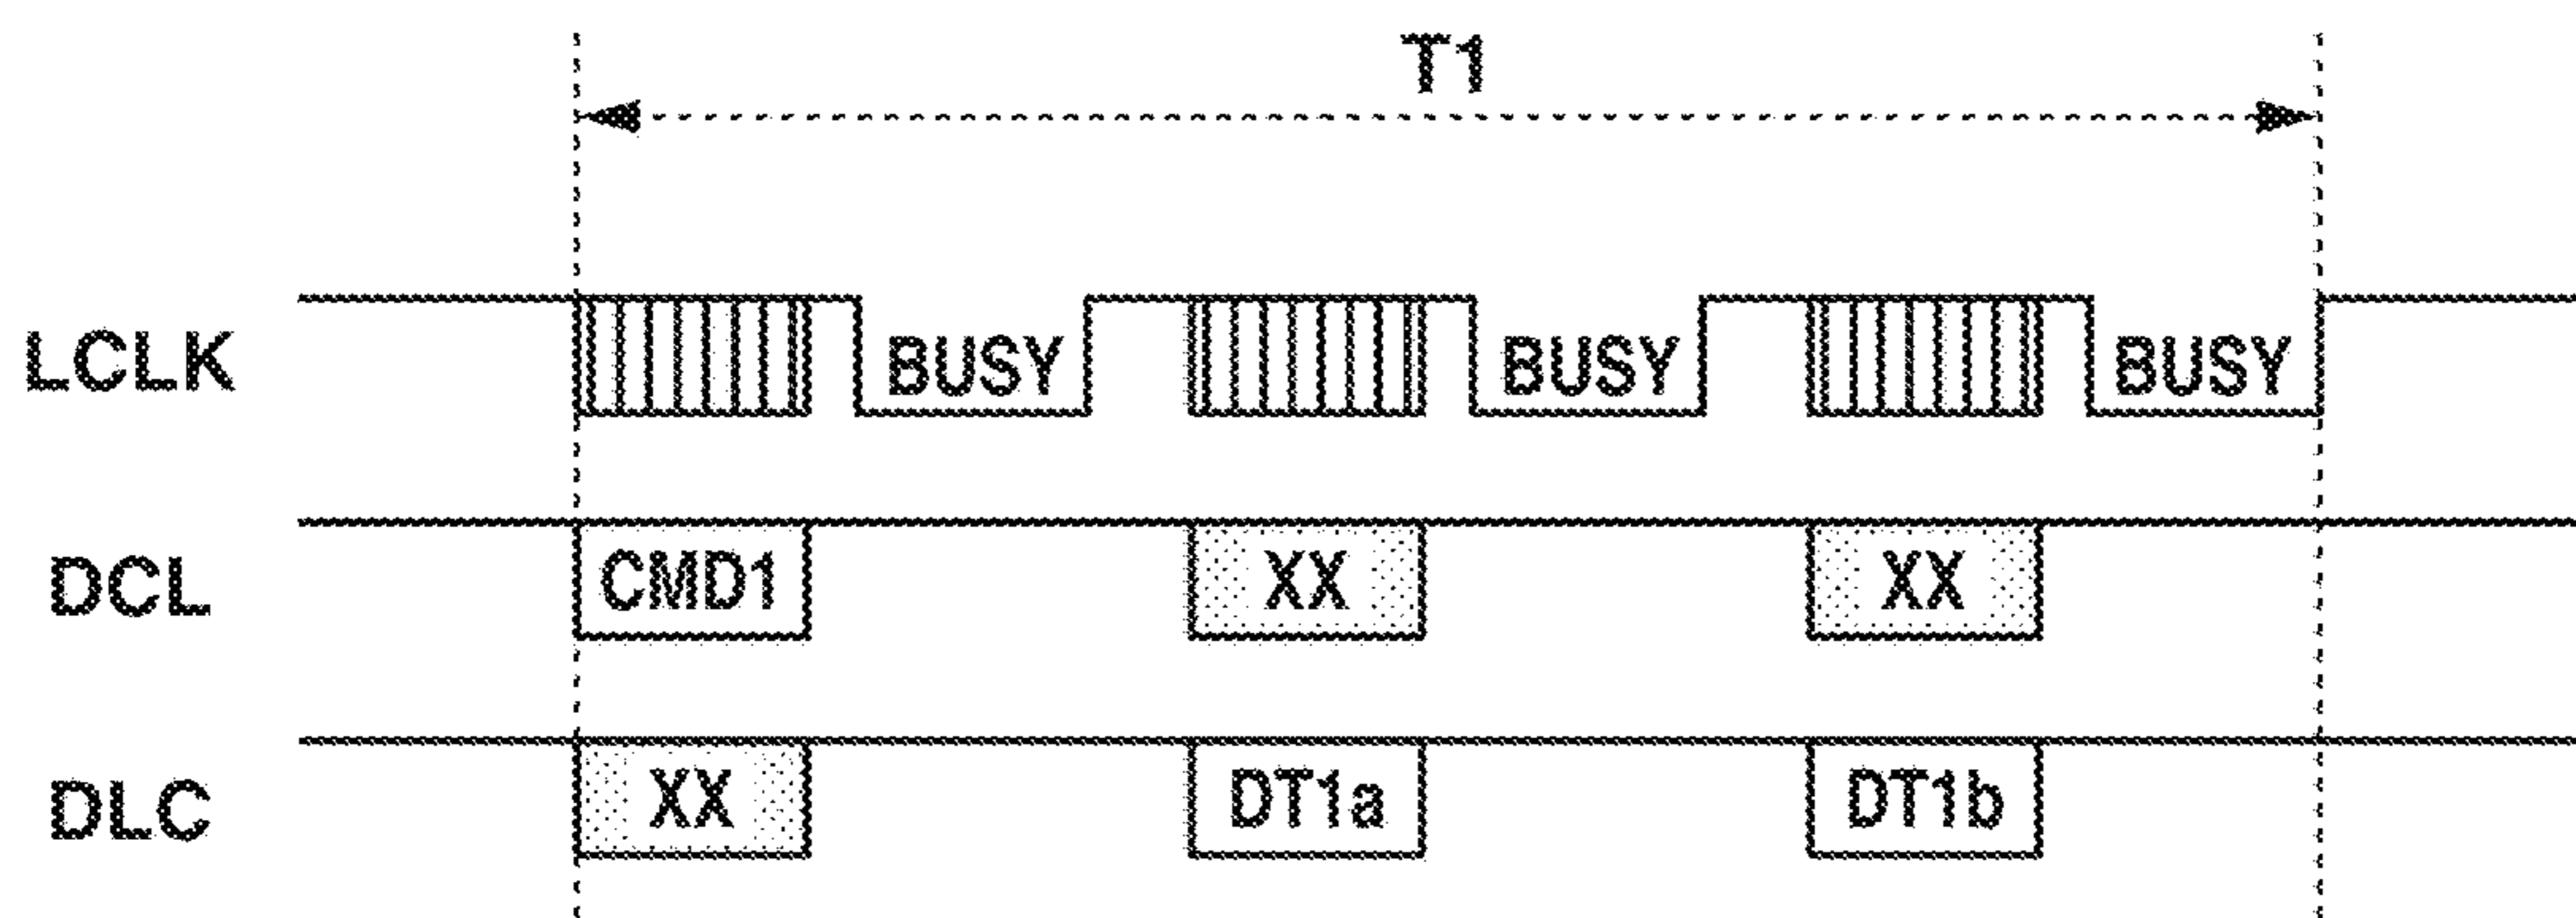 T1
LCLK BUSY BUSY BUSY
DCL CMD1 XX XX
DLC XX DT1a DT1b